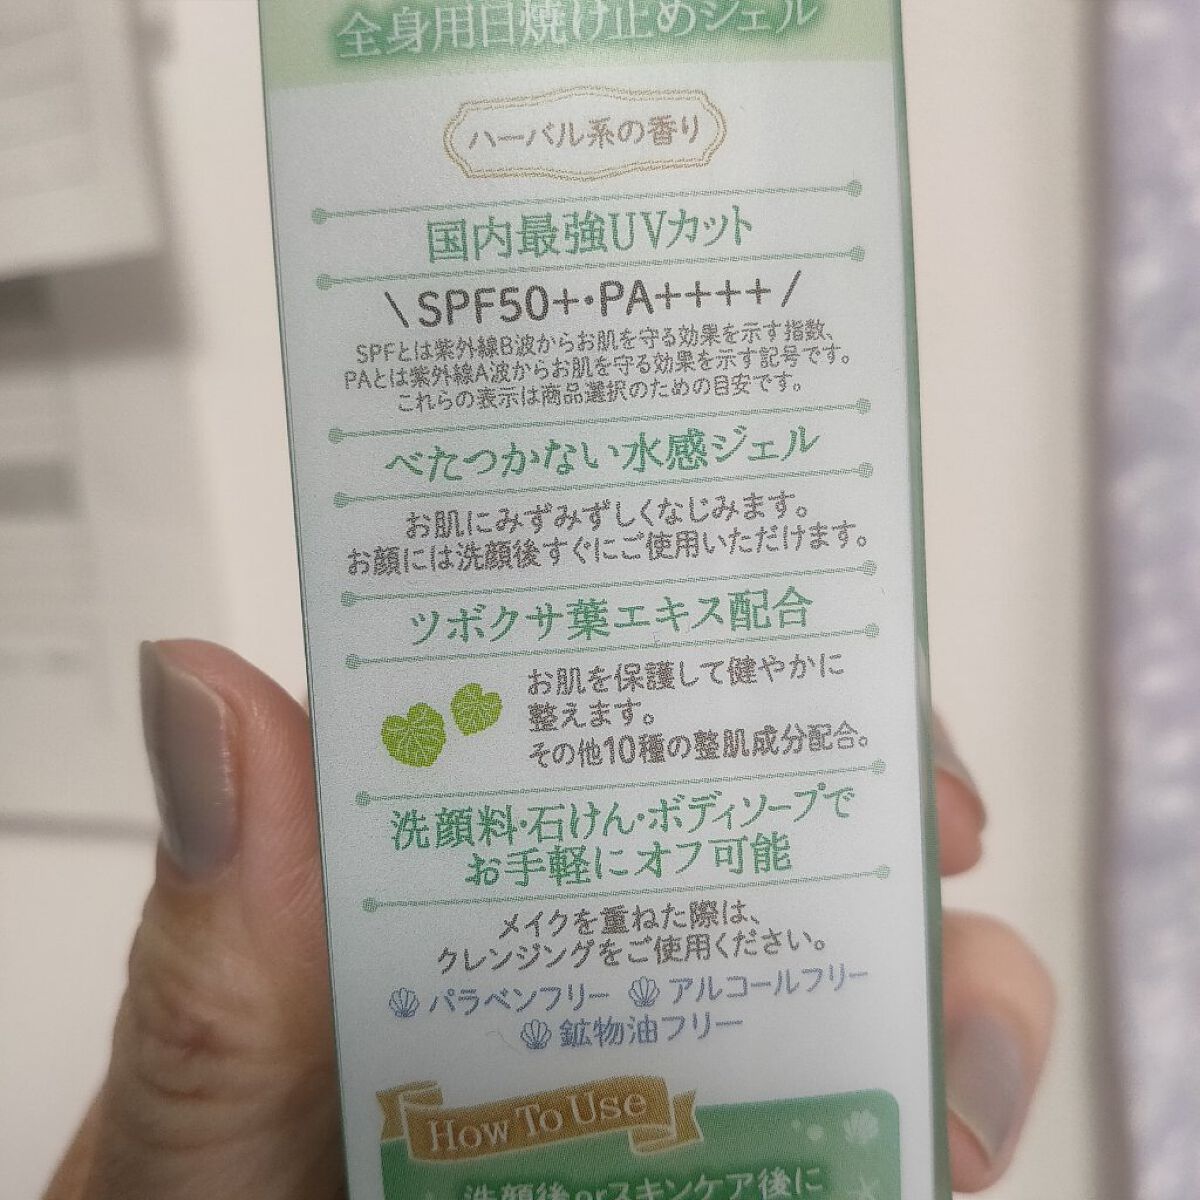 全身用日焼け止めジェル
ハーバル系の香り
国内最強UVカット
\SPF50+・PA++++/
SPFとは紫外線B波からお肌を守る効果を示す指数、
PAとは紫外線A波からお肌を守る効果を示す記号です。
これらの表示は商品選択のための目安です。
べたつかない水感ジェル
お肌にみずみずしくなじみます。
お顔には洗顔後すぐにご使用いただけます。
ツボクサ葉エキス配合
お肌を保護して健やかに
整えます。
その他10種の整肌成分配合。
洗顔料・石けん・ボディソープで
お手軽にオフ可能
メイクを重ねた際は、
クレンジングをご使用ください。
パラベンフリー アルコールフリー
鉱物油フリー
How To Use
洗顔後orスキンケア後に